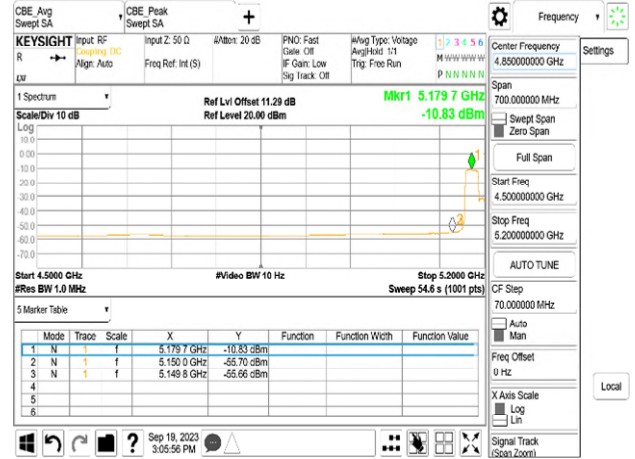 CBE_Avg
Swept SA
CBE_Peak
Swept SA
+
Frequency
KEYSIGHT
R
Input: RF
Coupling: DC
Align: Auto
Input Z: 50 Ω
Freq Ref: Int (S)
#Atten: 20 dB
PNO: Fast
Gate: Off
IF Gain: Low
Sig Track: Off
#Avg Type: Voltage
Avg|Hold: 1/1
Trig: Free Run
1 2 3 4 5 6
M W W W W W
P N N N N N
Settings
Center Frequency
4.850000000 GHz
Span
700.000000 MHz
Swept Span
Zero Span
Full Span
Start Freq
4.500000000 GHz
Stop Freq
5.200000000 GHz
AUTO TUNE
CF Step
70.000000 MHz
Auto
Man
Freq Offset
0 Hz
X Axis Scale
Log
Lin
Signal Track
(Span Zoom)
Local
1 Spectrum
Scale/Div 10 dB
Ref Lvl Offset 11.29 dB
Ref Level 20.00 dBm
Mkr1 5.179 7 GHz
-10.83 dBm
Log
10.0
0.00
-10.0
-20.0
-30.0
-40.0
-50.0
-60.0
-70.0
1
3
Start 4.5000 GHz
#Res BW 1.0 MHz
#Video BW 10 Hz
Stop 5.2000 GHz
Sweep 54.6 s (1001 pts)
5 Marker Table
Mode Trace Scale X Y Function Function Width Function Value
1 N 1 f 5.179 7 GHz -10.83 dBm
2 N 1 f 5.150 0 GHz -55.70 dBm
3 N 1 f 5.149 8 GHz -55.66 dBm
4
5
6
?
Sep 19, 2023
3:05:56 PM